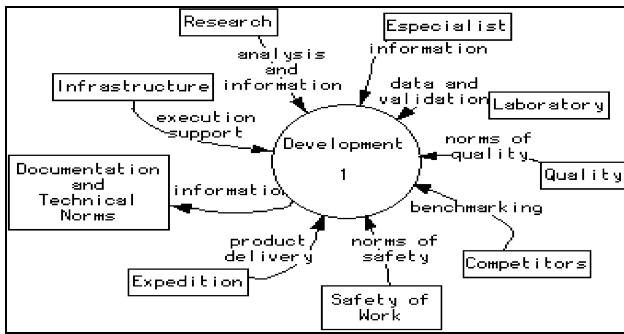 Research
Especialist
analysis
and
information
information
Infrastructure
data and
validation
Laboratory
execution
support
Development
1
norms of
quality
Quality
Documentation
and
Technical
Norms
information
benchmarking
Competitors
product
delivery
Expedition
norms of
safety
Safety of
Work